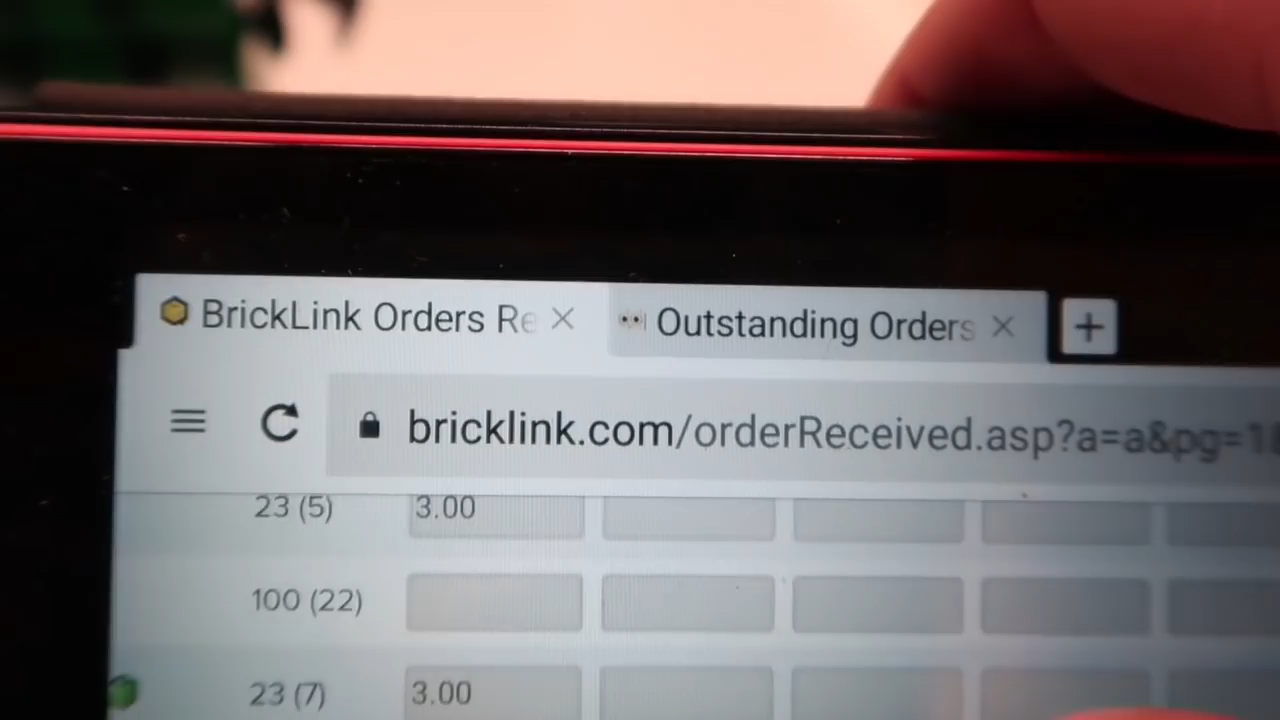 BrickLink Orders Re
Outstanding Orders
bricklink.com/orderReceived.asp?a=a&pg=1
23 (5) 3.00
100 (22)
23 (7) 3.00